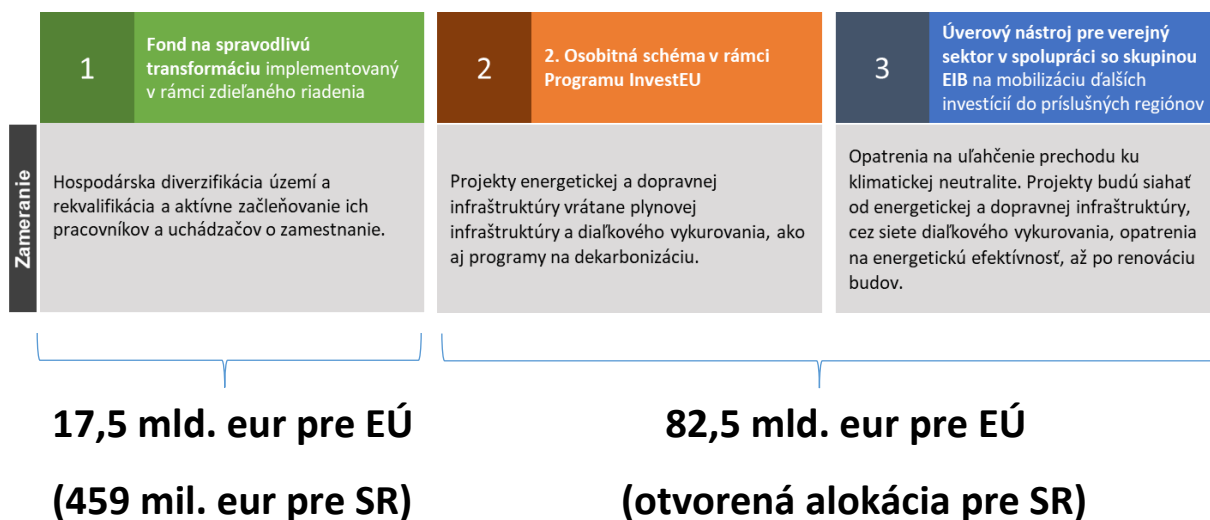 1
Fond na spravodlivú
transformáciu implementovaný
v rámci zdieľaného riadenia
2
2. Osobitná schéma v rámci
Programu InvestEU
3
Úverový nástroj pre verejný
sektor v spolupráci so skupinou
EIB na mobilizáciu ďalších
investícií do príslušných regiónov
Zameranie
Hospodárska diverzifikácia území a
rekvalifikácia a aktívne začleňovanie ich
pracovníkov a uchádzačov o zamestnanie.
Projekty energetickej a dopravnej
infraštruktúry vrátane plynovej
infraštruktúry a diaľkového vykurovania, ako
aj programy na dekarbonizáciu.
Opatrenia na uľahčenie prechodu ku
klimatickej neutralite. Projekty budú siahať
od energetickej a dopravnej infraštruktúry,
cez siete diaľkového vykurovania, opatrenia
na energetickú efektívnosť, až po renováciu
budov.
17,5 mld. eur pre EÚ
(459 mil. eur pre SR)
82,5 mld. eur pre EÚ
(otvorená alokácia pre SR)